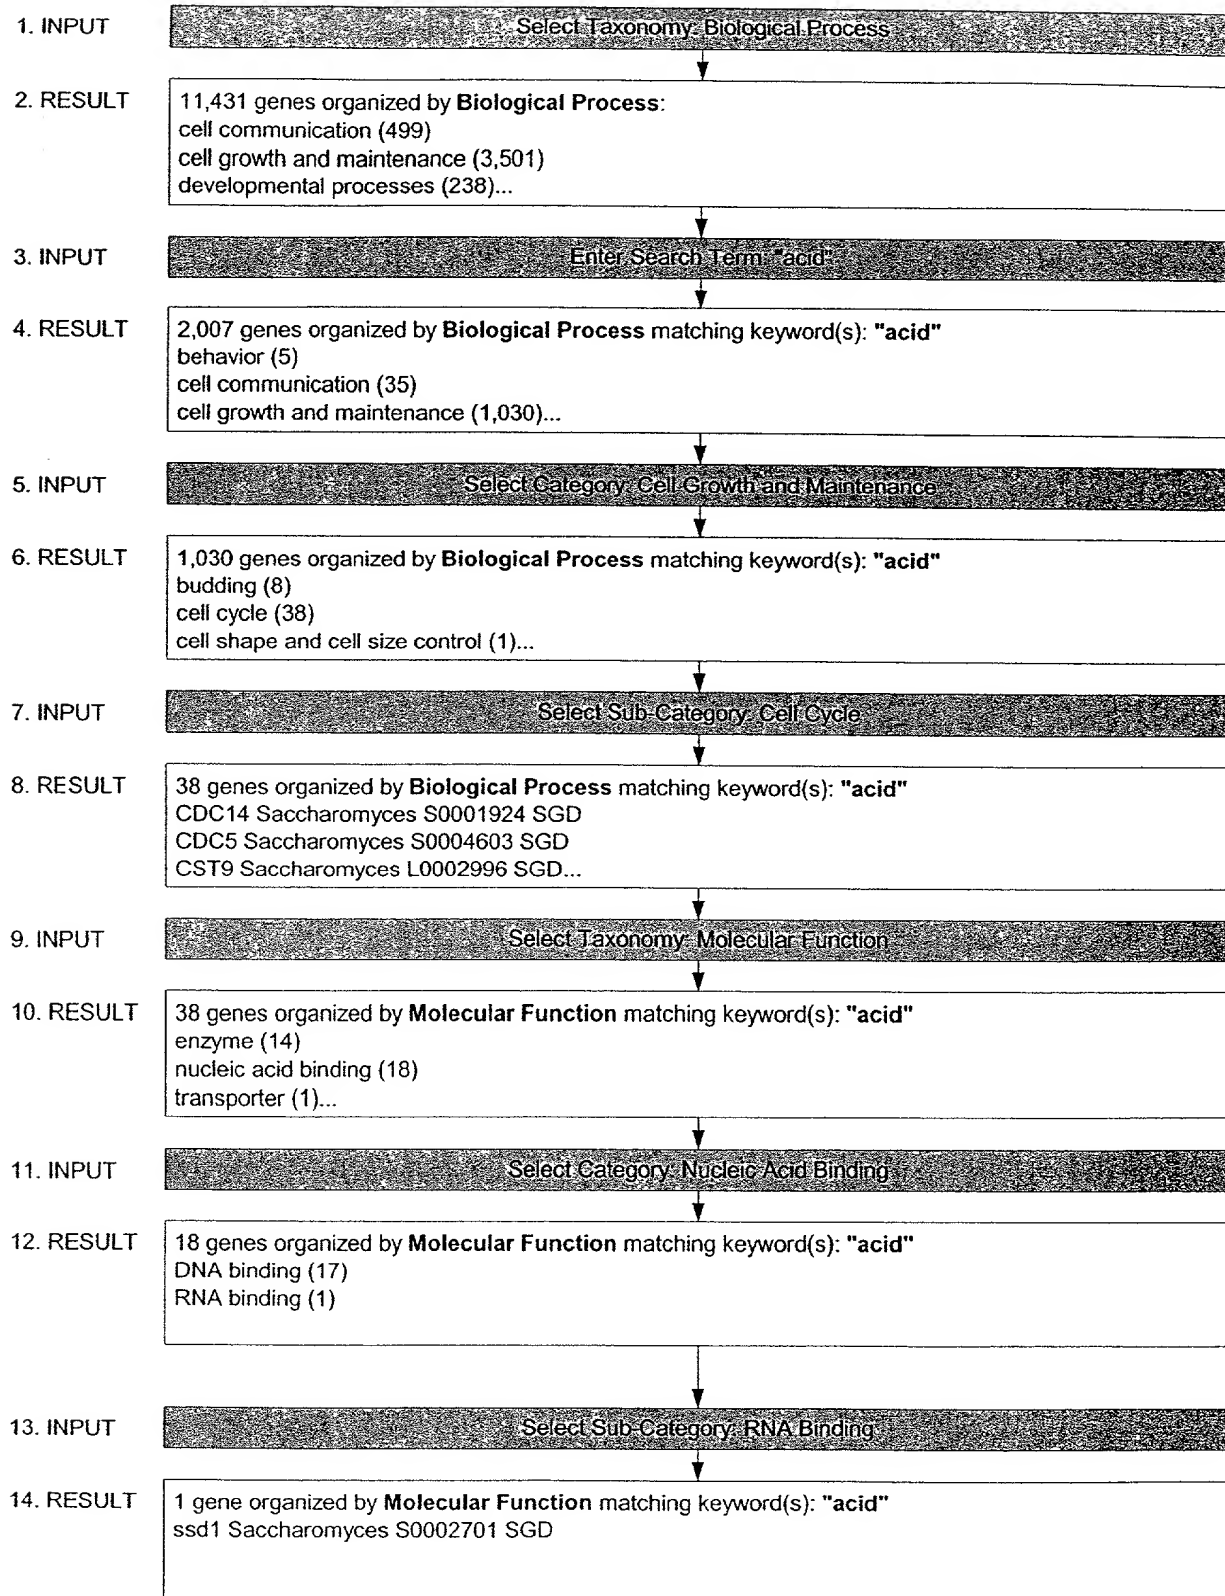 1. INPUT
Select Taxonomy: Biological Process
2. RESULT
11,431 genes organized by Biological Process:
cell communication (499)
cell growth and maintenance (3,501)
developmental processes (238)...
3. INPUT
Enter Search Term: "acid"
4. RESULT
2,007 genes organized by Biological Process matching keyword(s): "acid"
behavior (5)
cell communication (35)
cell growth and maintenance (1,030)...
5. INPUT
Select Category: Cell Growth and Maintenance
6. RESULT
1,030 genes organized by Biological Process matching keyword(s): "acid"
budding (8)
cell cycle (38)
cell shape and cell size control (1)...
7. INPUT
Select Sub-Category: Cell Cycle
8. RESULT
38 genes organized by Biological Process matching keyword(s): "acid"
CDC14 Saccharomyces S0001924 SGD
CDC5 Saccharomyces S0004603 SGD
CST9 Saccharomyces L0002996 SGD...
9. INPUT
Select Taxonomy: Molecular Function
10. RESULT
38 genes organized by Molecular Function matching keyword(s): "acid"
enzyme (14)
nucleic acid binding (18)
transporter (1)...
11. INPUT
Select Category: Nucleic Acid Binding
12. RESULT
18 genes organized by Molecular Function matching keyword(s): "acid"
DNA binding (17)
RNA binding (1)
13. INPUT
Select Sub-Category: RNA Binding
14. RESULT
1 gene organized by Molecular Function matching keyword(s): "acid"
ssd1 Saccharomyces S0002701 SGD